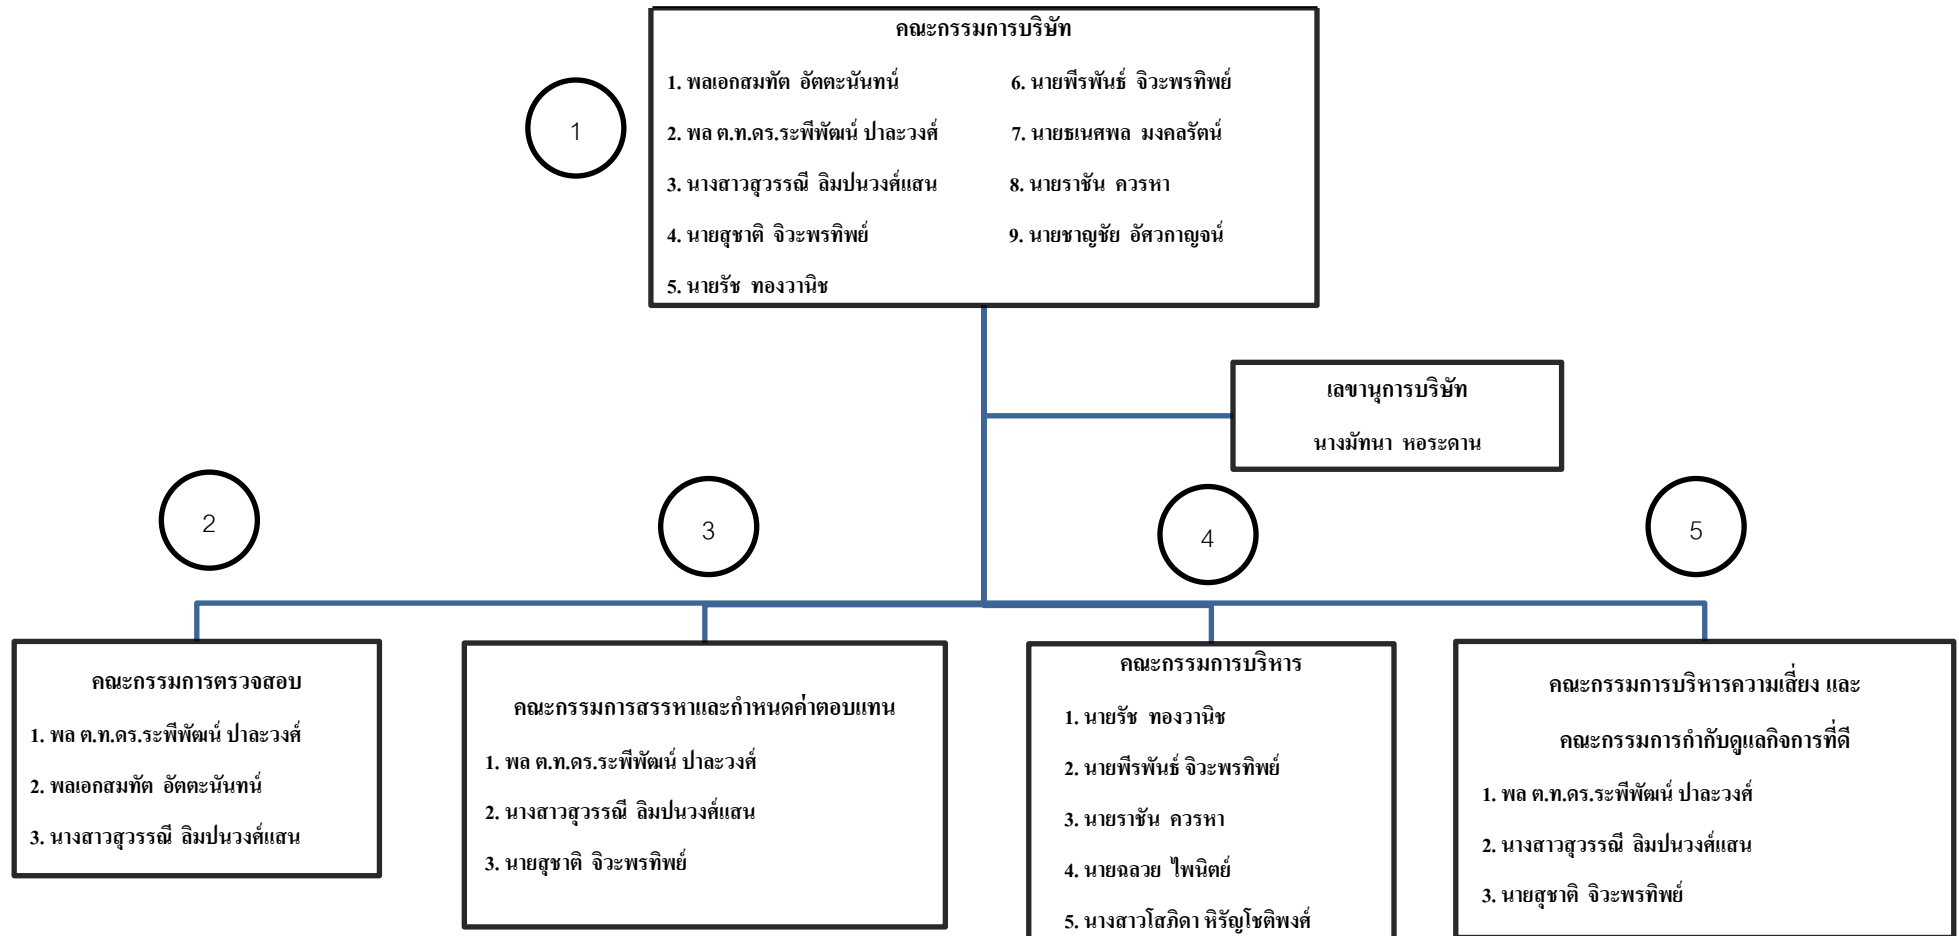 คณะกรรมการบริษัท
1
1. พลเอกสมทัต อัตตะนันทน์
2. พล ต.ท.ดร.ระพีพัฒน์ ปาละวงศ์
3. นางสาวสุวรรณี ลิมปนวงศ์แสน
4. นายสุชาติ จิวะพรทิพย์
5. นายรัช ทองวานิช
6. นายพีรพันธ์ จิวะพรทิพย์
7. นายธเนศพล มงคลรัตน์
8. นายราชัน ควรหา
9. นายชาญชัย อัศวกาญจน์
เลขานุการบริษัท
นางมัทนา หอระดาน
2
คณะกรรมการตรวจสอบ
1. พล ต.ท.ดร.ระพีพัฒน์ ปาละวงศ์
2. พลเอกสมทัต อัตตะนันทน์
3. นางสาวสุวรรณี ลิมปนวงศ์แสน
3
คณะกรรมการสรรหาและกำหนดค่าตอบแทน
1. พล ต.ท.ดร.ระพีพัฒน์ ปาละวงศ์
2. นางสาวสุวรรณี ลิมปนวงศ์แสน
3. นายสุชาติ จิวะพรทิพย์
4
คณะกรรมการบริหาร
1. นายรัช ทองวานิช
2. นายพีรพันธ์ จิวะพรทิพย์
3. นายราชัน ควรหา
4. นายฉลวย ไพนิตย์
5. นางสาวโสภิดา หิรัญโชติพงศ์
5
คณะกรรมการบริหารความเสี่ยง และ
คณะกรรมการกำกับดูแลกิจการที่ดี
1. พล ต.ท.ดร.ระพีพัฒน์ ปาละวงศ์
2. นางสาวสุวรรณี ลิมปนวงศ์แสน
3. นายสุชาติ จิวะพรทิพย์